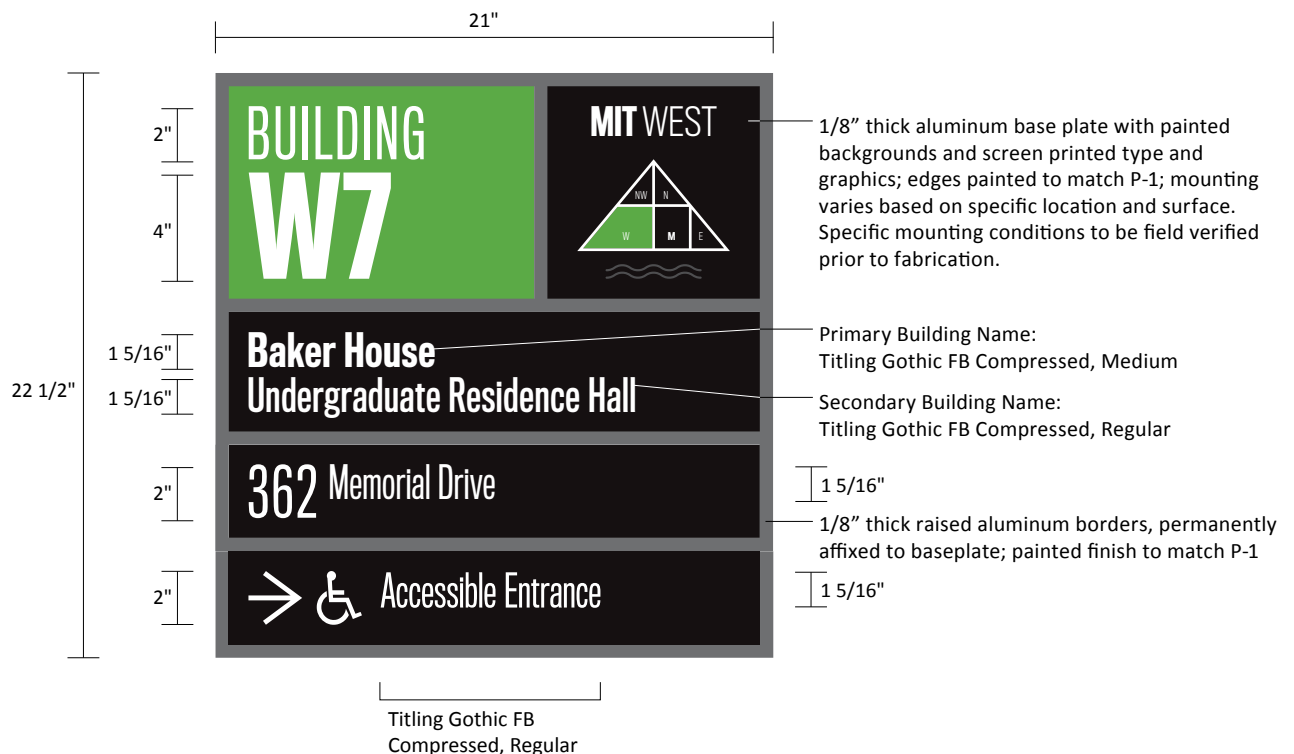 21"
22 1/2"
2"
4"
1 5/16"
1 5/16"
2"
2"
BUILDING
W7
MIT WEST
NW N
W M E
Baker House
Undergraduate Residence Hall
362 Memorial Drive
Accessible Entrance
1/8” thick aluminum base plate with painted
backgrounds and screen printed type and
graphics; edges painted to match P-1; mounting
varies based on specific location and surface.
Specific mounting conditions to be field verified
prior to fabrication.
Primary Building Name:
Titling Gothic FB Compressed, Medium
Secondary Building Name:
Titling Gothic FB Compressed, Regular
1 5/16"
1/8” thick raised aluminum borders, permanently
affixed to baseplate; painted finish to match P-1
1 5/16"
Titling Gothic FB
Compressed, Regular